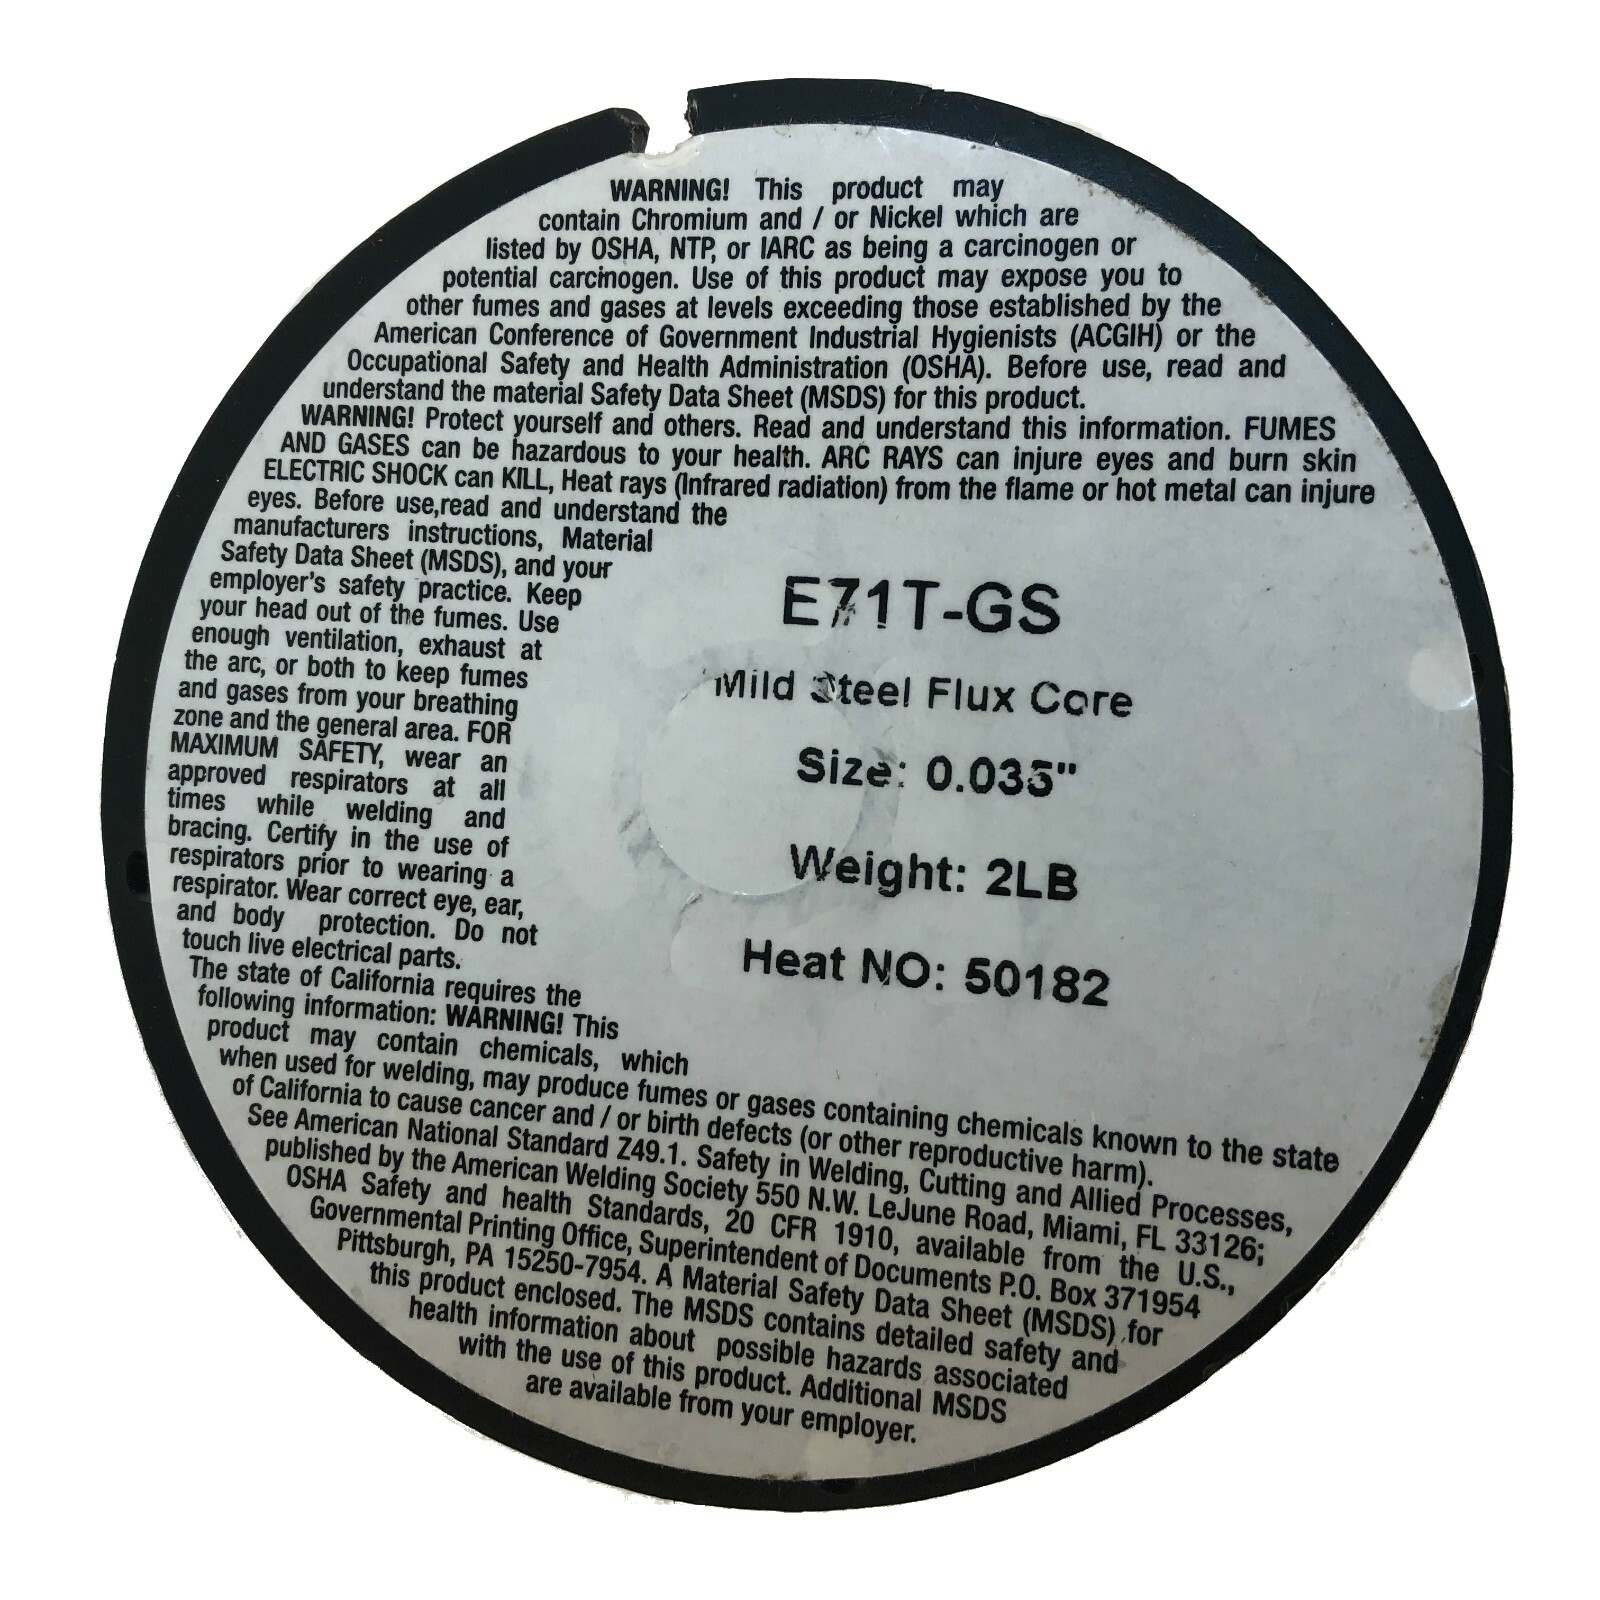 WARNING! This product may
contain Chromium and / or Nickel which are
listed by OSHA, NTP, or IARC as being a carcinogen or
potential carcinogen. Use of this product may expose you to
other fumes and gases at levels exceeding those established by the
American Conference of Government Industrial Hygienists (ACGIH) or the
Occupational Safety and Health Administration (OSHA). Before use, read and
understand the material Safety Data Sheet (MSDS) for this product.
WARNING! Protect yourself and others. Read and understand this information. FUMES
AND GASES can be hazardous to your health. ARC RAYS can injure eyes and burn skin
ELECTRIC SHOCK can KILL, Heat rays (Infrared radiation) from the flame or hot metal can injure
eyes. Before use,read and understand the
manufacturers instructions, Material
Safety Data Sheet (MSDS), and your
employer's safety practice. Keep
your head out of the fumes. Use
enough ventilation, exhaust at
the arc, or both to keep fumes
and gases from your breathing
zone and the general area. FOR
MAXIMUM SAFETY, wear an
approved respirators at all
times while welding and
bracing. Certify in the use of
respirators prior to wearing a
respirator. Wear correct eye, ear,
and body protection. Do not
touch live electrical parts.
The state of California requires the
following information: WARNING! This
product may contain chemicals, which
when used for welding, may produce fumes or gases containing chemicals known to the state
of California to cause cancer and / or birth defects (or other reproductive harm).
See American National Standard Z49.1. Safety in Welding, Cutting and Allied Processes,
published by the American Welding Society 550 N.W. LeJune Road, Miami, FL 33126;
OSHA Safety and health Standards, 20 CFR 1910, available from the U.S.,
Governmental Printing Office, Superintendent of Documents P.O. Box 371954
Pittsburgh, PA 15250-7954. A Material Safety Data Sheet (MSDS) for
this product enclosed. The MSDS contains detailed safety and
health information about possible hazards associated
with the use of this product. Additional MSDS
are available from your employer.
E71T-GS
Mild Steel Flux Core
Size: 0.035"
Weight: 2LB
Heat NO: 50182